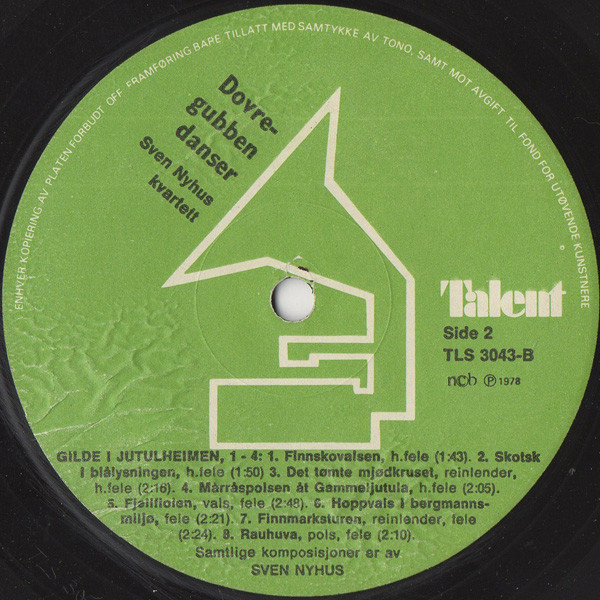 ENHVER KOPIERING AV PLATEN FORBUDT OFF. FRAMFØRING BARE TILLATT MED SAMTYKKE AV TONO, SAMT MOT AVGIFT TIL FOND FOR UTØVENDE KUNSTNERE
Dovre-
gubben
danser
Sven Nyhus
kvartett
Talent
Side 2
TLS 3043-B
ncb ℗ 1978
GILDE I JUTULHEIMEN, 1 - 4: 1. Finnskovalsen, h.fele (1:43). 2. Skotsk
i blålysningen, h.fele (1:50) 3. Det tømte mjødkruset, reinlender,
h.fele (2:16). 4. Mårråspolsen åt Gammeljutula, h.fele (2:05).
5. Fjellfiolen, vals, fele (2:48). 6. Hoppvals i bergmanns-
miljø, fele (2:21). 7. Finnmarksturen, reinlender, fele
(2:24). 8. Rauhuva, pols, fele (2:10).
Samtlige komposisjoner er av
SVEN NYHUS